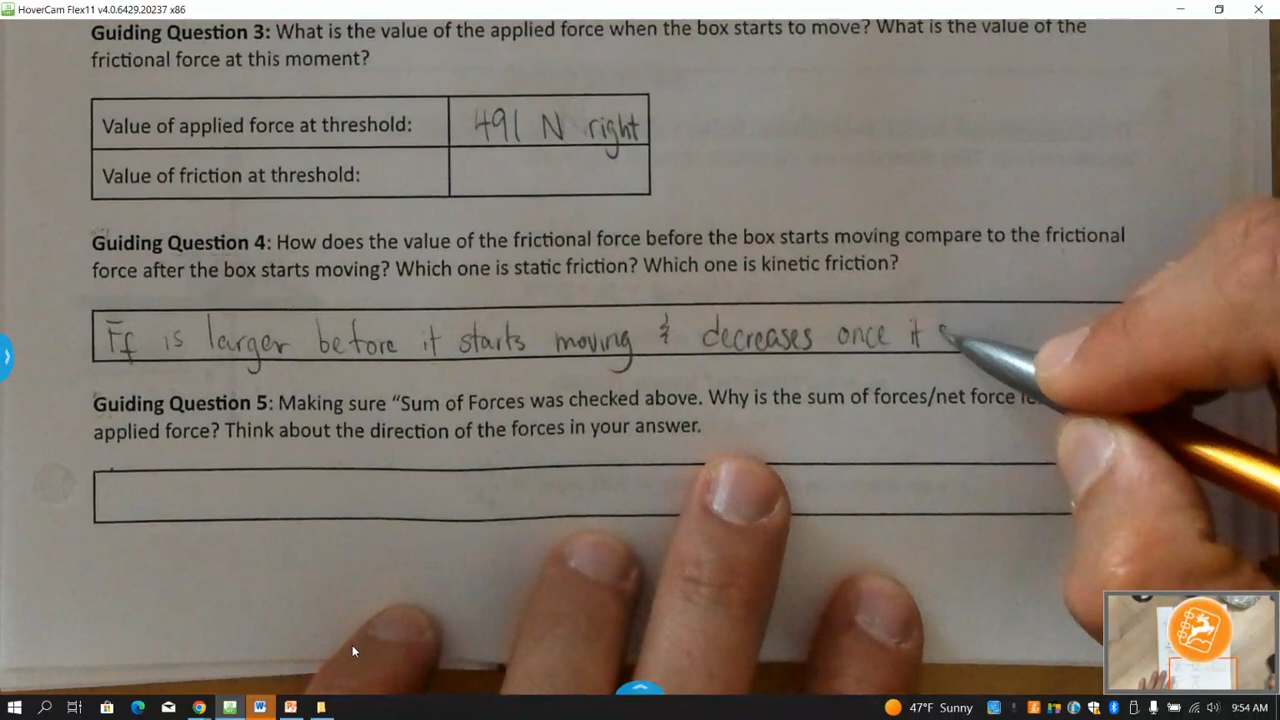 HoverCam Flex11 v4.0.6429.20237 x86
Guiding Question 3: What is the value of the applied force when the box starts to move? What is the value of the
frictional force at this moment?
Value of applied force at threshold: 491 N right
Value of friction at threshold:
Guiding Question 4: How does the value of the frictional force before the box starts moving compare to the frictional
force after the box starts moving? Which one is static friction? Which one is kinetic friction?
Ff is larger before it starts moving & decreases once it s
Guiding Question 5: Making sure “Sum of Forces was checked above. Why is the sum of forces/net force
applied force? Think about the direction of the forces in your answer.
47°F Sunny
9:54 AM